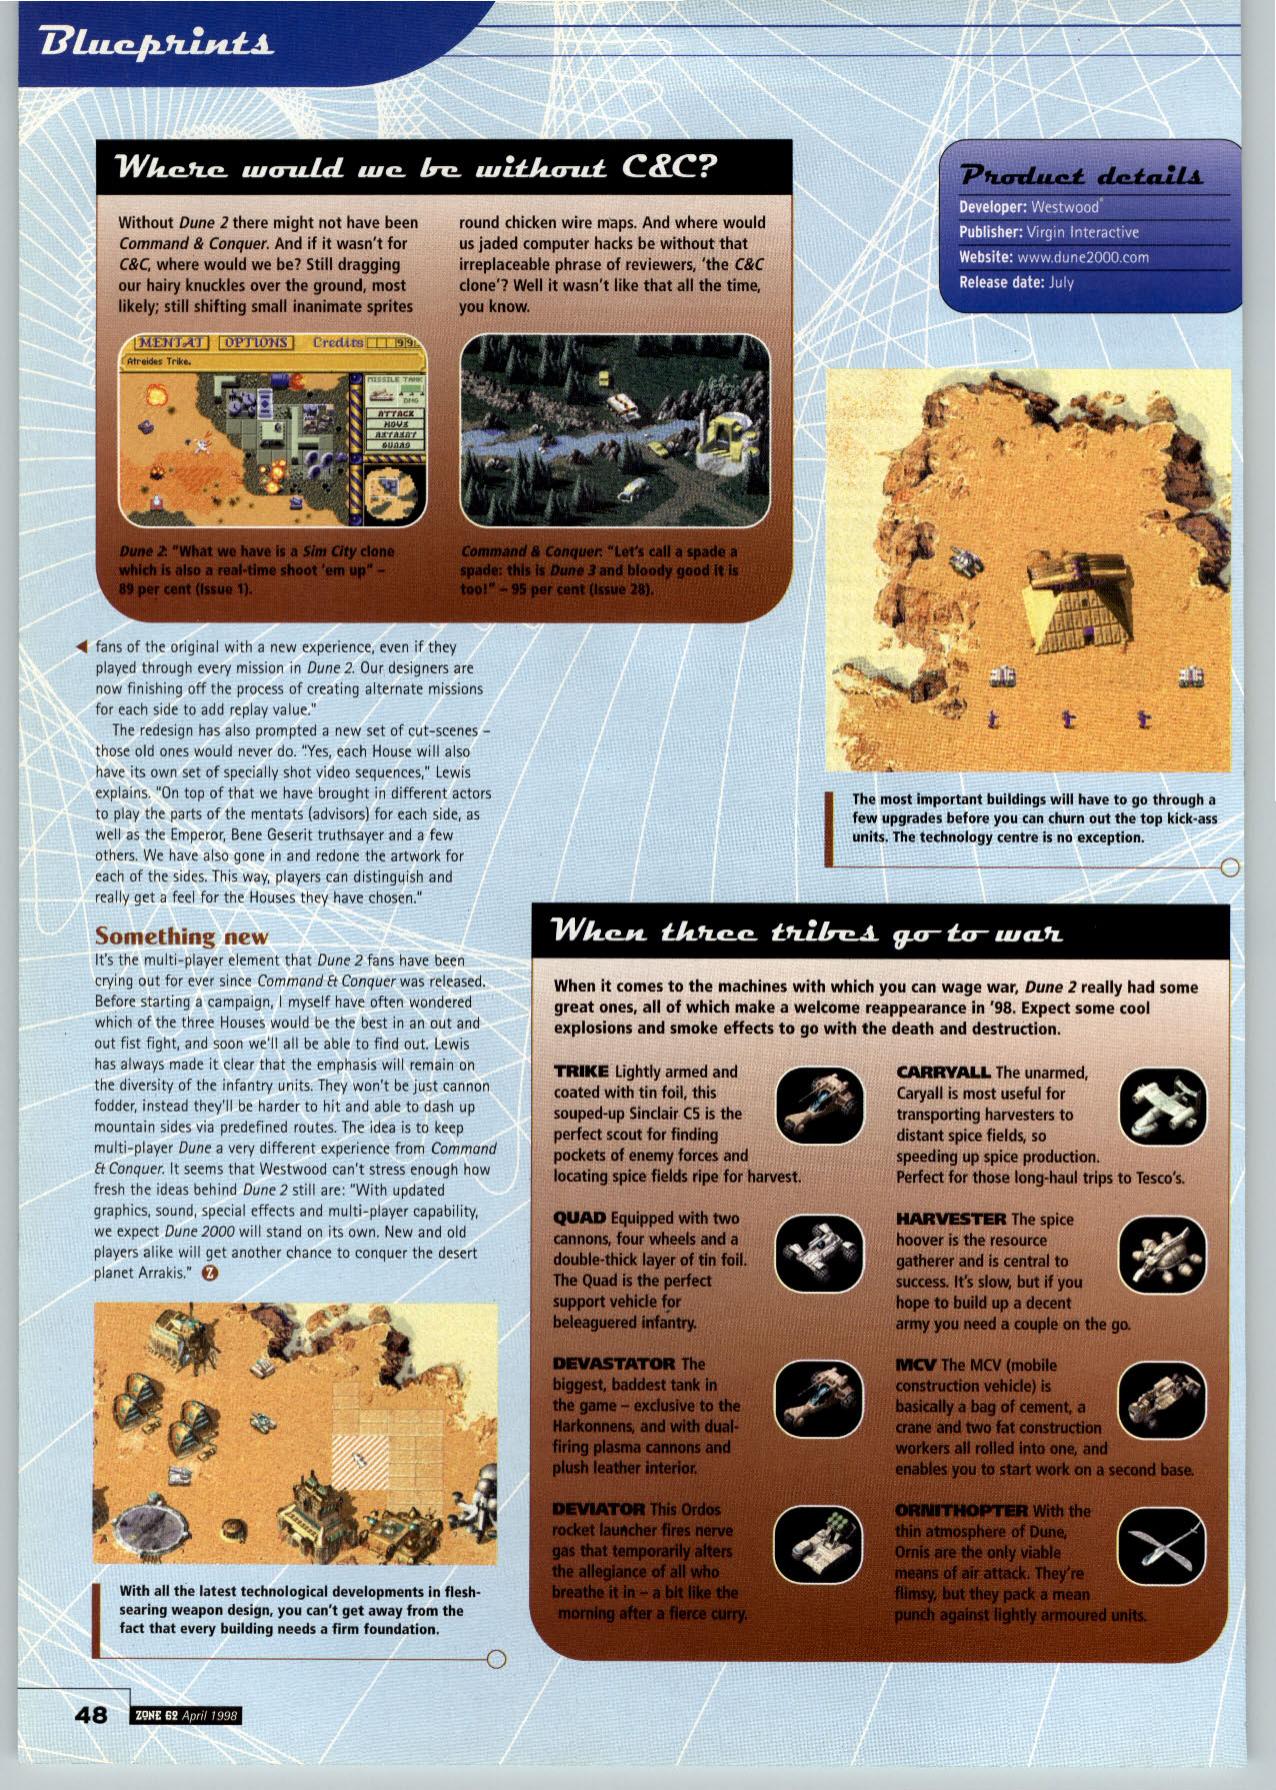 Blueprints
Where would we be without C&C?
Without Dune 2 there might not have been
Command & Conquer. And if it wasn't for
C&C, where would we be? Still dragging
our hairy knuckles over the ground, most
likely; still shifting small inanimate sprites
round chicken wire maps. And where would
us jaded computer hacks be without that
irreplaceable phrase of reviewers, 'the C&C
clone'? Well it wasn't like that all the time,
you know.
MENTAT OPTIONS Credits
Atreides Trike.
MISSILE TANK
DMG
ATTACK
MOVE
RETREAT
GUARD
Dune 2: "What we have is a Sim City clone
which is also a real-time shoot 'em up" –
89 per cent (Issue 1).
Command & Conquer: "Let's call a spade a
spade: this is Dune 3 and bloody good it is
too!" – 95 per cent (Issue 28).
Product details
Developer: Westwood
Publisher: Virgin Interactive
Website: www.dune2000.com
Release date: July
The most important buildings will have to go through a
few upgrades before you can churn out the top kick-ass
units. The technology centre is no exception.
fans of the original with a new experience, even if they
played through every mission in Dune 2. Our designers are
now finishing off the process of creating alternate missions
for each side to add replay value."
The redesign has also prompted a new set of cut-scenes –
those old ones would never do. "Yes, each House will also
have its own set of specially shot video sequences," Lewis
explains. "On top of that we have brought in different actors
to play the parts of the mentats (advisors) for each side, as
well as the Emperor, Bene Geserit truthsayer and a few
others. We have also gone in and redone the artwork for
each of the sides. This way, players can distinguish and
really get a feel for the Houses they have chosen."
Something new
It's the multi-player element that Dune 2 fans have been
crying out for ever since Command & Conquer was released.
Before starting a campaign, I myself have often wondered
which of the three Houses would be the best in an out and
out fist fight, and soon we'll all be able to find out. Lewis
has always made it clear that the emphasis will remain on
the diversity of the infantry units. They won't be just cannon
fodder, instead they'll be harder to hit and able to dash up
mountain sides via predefined routes. The idea is to keep
multi-player Dune a very different experience from Command
& Conquer. It seems that Westwood can't stress enough how
fresh the ideas behind Dune 2 still are: "With updated
graphics, sound, special effects and multi-player capability,
we expect Dune 2000 will stand on its own. New and old
players alike will get another chance to conquer the desert
planet Arrakis." Z
With all the latest technological developments in flesh-
searing weapon design, you can't get away from the
fact that every building needs a firm foundation.
When three tribes go to war
When it comes to the machines with which you can wage war, Dune 2 really had some
great ones, all of which make a welcome reappearance in '98. Expect some cool
explosions and smoke effects to go with the death and destruction.
TRIKE Lightly armed and
coated with tin foil, this
souped-up Sinclair C5 is the
perfect scout for finding
pockets of enemy forces and
locating spice fields ripe for harvest.
QUAD Equipped with two
cannons, four wheels and a
double-thick layer of tin foil.
The Quad is the perfect
support vehicle for
beleaguered infantry.
DEVASTATOR The
biggest, baddest tank in
the game – exclusive to the
Harkonnens, and with dual-
firing plasma cannons and
plush leather interior.
DEVIATOR This Ordos
rocket launcher fires nerve
gas that temporarily alters
the allegiance of all who
breathe it in – a bit like the
morning after a fierce curry.
CARRYALL The unarmed,
Caryall is most useful for
transporting harvesters to
distant spice fields, so
speeding up spice production.
Perfect for those long-haul trips to Tesco's.
HARVESTER The spice
hoover is the resource
gatherer and is central to
success. It's slow, but if you
hope to build up a decent
army you need a couple on the go.
MCV The MCV (mobile
construction vehicle) is
basically a bag of cement, a
crane and two fat construction
workers all rolled into one, and
enables you to start work on a second base.
ORNITHOPTER With the
thin atmosphere of Dune,
Ornis are the only viable
means of air attack. They're
flimsy, but they pack a mean
punch against lightly armoured units.
48 ZONE 62 April 1998